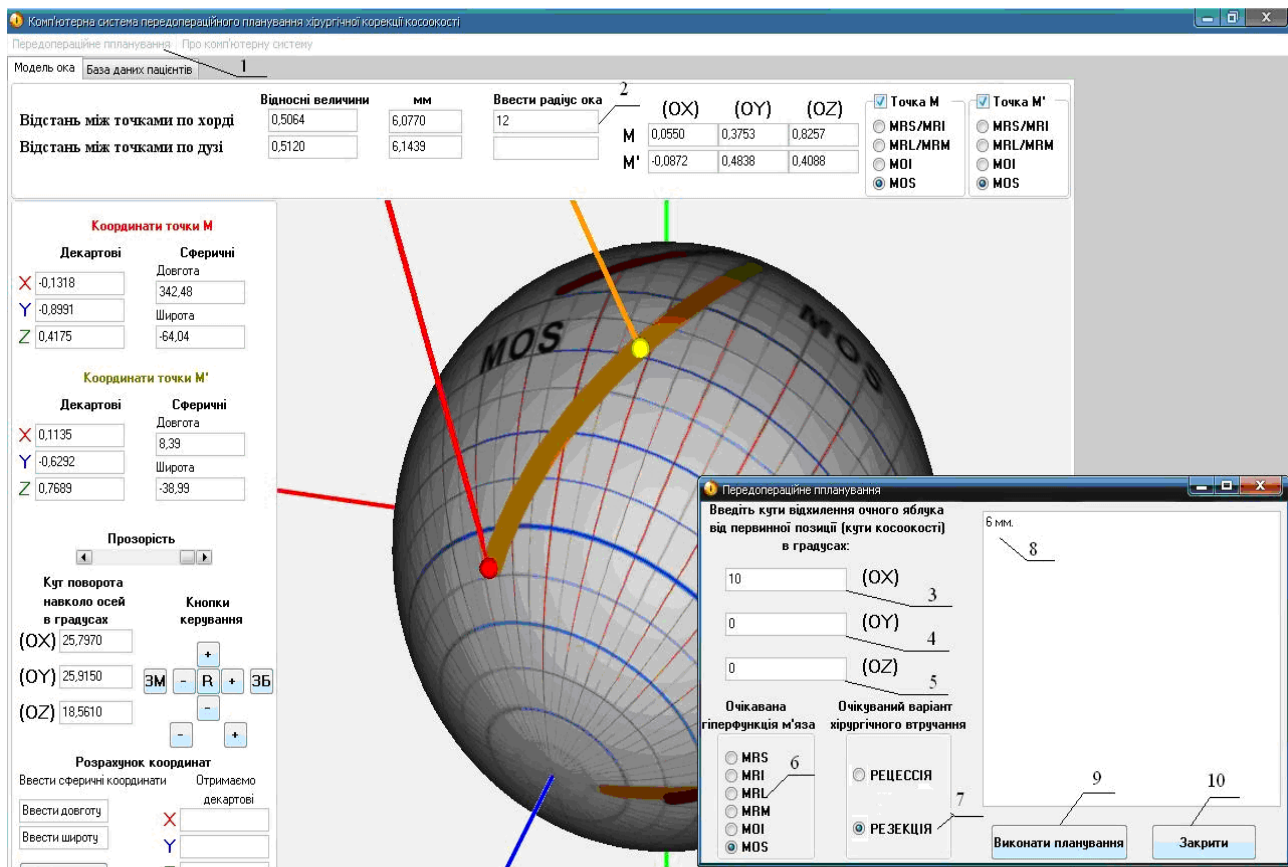 Комп'ютерна система передопераційного планування хірургічної корекції косоокості
Передопераційне ппланування Про комп'ютерну систему
1
Модель ока База даних пацієнтів
Відносні величини мм Ввести радіус ока 2 (OX) (OY) (OZ)
Відстань між точками по хорді 0,5064 6,0770 12 M 0,0550 0,3753 0,8257
Відстань між точками по дузі 0,5120 6,1439 M' -0,0872 0,4838 0,4088
Точка М Точка М'
MRS/MRI MRS/MRI
MRL/MRM MRL/MRM
MOI MOI
MOS MOS
Координати точки М
Декартові Сферичні
Довгота
X -0,1318 342,48
Y -0,8991 Широта
Z 0,4175 -64,04
Координати точки М'
Декартові Сферичні
Довгота
X 0,1135 8,39
Y -0,6292 Широта
Z 0,7689 -38,99
Прозорість
Кут поворота
навколо осей
в градусах
Кнопки
керування
(OX) 25,7970 +
(OY) 25,9150 ЗМ - R + ЗБ
(OZ) 18,5610 -
- +
Розрахунок координат
Ввести сферичні координати Отримаємо
декартові
Ввести довготу X
Ввести широту Y
MOS
MOS
Передопераційне ппланування
Введіть кути відхилення очного яблука
від первинної позиції (кути косоокості)
в градусах:
10 (OX) 3
0 (OY) 4
0 (OZ) 5
6 мм.
8
Очікавана
гіперфункція м'яза
MRS 6
MRI
MRL
MRM
MOI
MOS
Очікуваний варіант
хірургічного втручання
РЕЦЕССІЯ
РЕЗЕКЦІЯ 7
9 10
Виконати планування Закрити